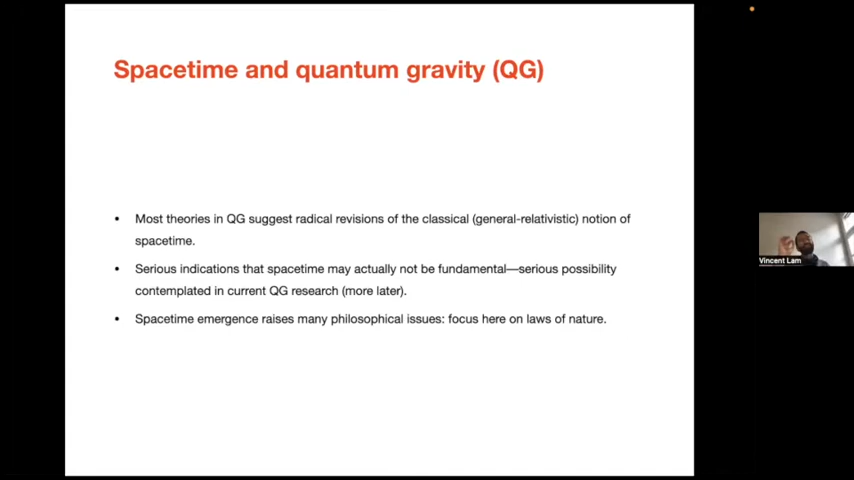 Spacetime and quantum gravity (QG)
• Most theories in QG suggest radical revisions of the classical (general-relativistic) notion of
spacetime.
• Serious indications that spacetime may actually not be fundamental—serious possibility
contemplated in current QG research (more later).
• Spacetime emergence raises many philosophical issues: focus here on laws of nature.
Vincent Lam